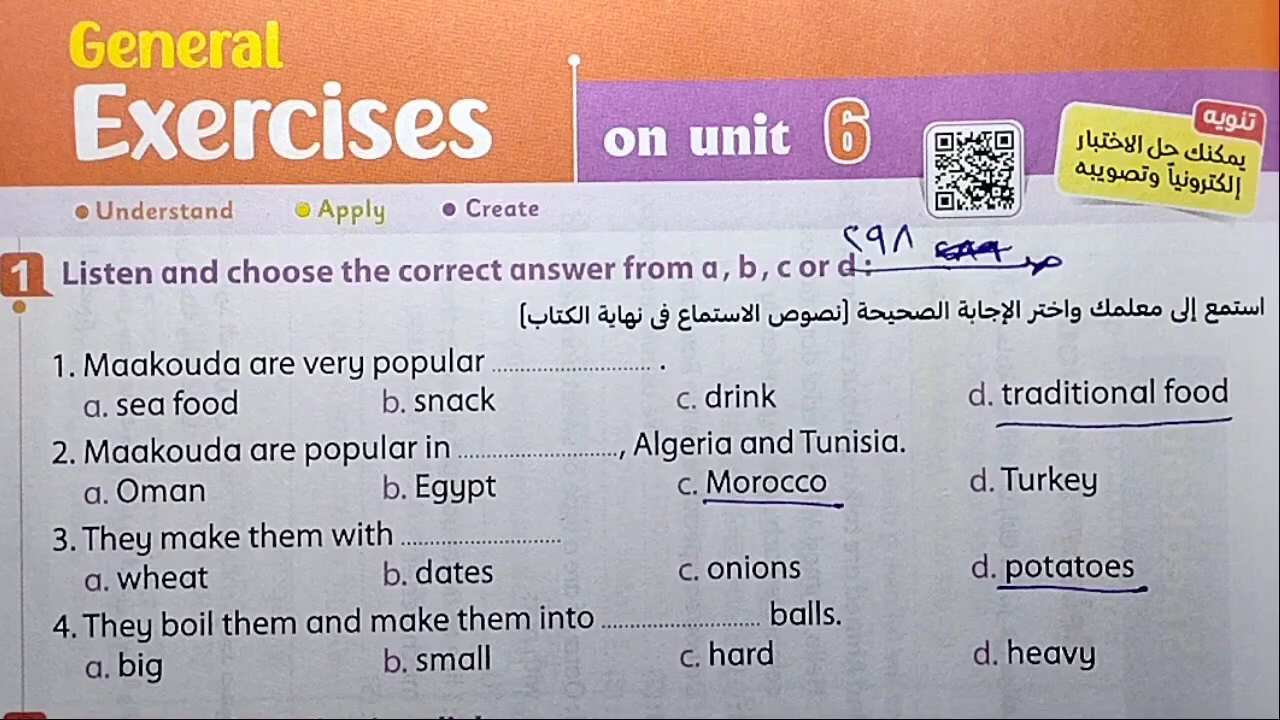 General
Exercises
on unit 6
تنويه
يمكنك حل الاختبار
إلكترونياً وتصويبه
Understand Apply Create
1 Listen and choose the correct answer from a, b, c or d:
ص ٢٩٨
استمع إلى معلمك واختر الإجابة الصحيحة [نصوص الاستماع فى نهاية الكتاب]
1. Maakouda are very popular .......................... .
a. sea food b. snack c. drink d. traditional food
2. Maakouda are popular in .........................., Algeria and Tunisia.
a. Oman b. Egypt c. Morocco d. Turkey
3. They make them with ..........................
a. wheat b. dates c. onions d. potatoes
4. They boil them and make them into .......................... balls.
a. big b. small c. hard d. heavy